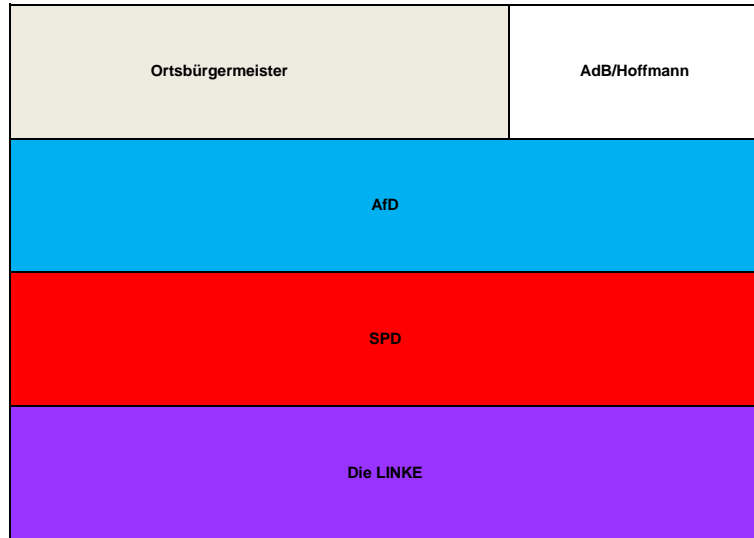 Ortsbürgermeister
AdB/Hoffmann
AfD
SPD
Die LINKE